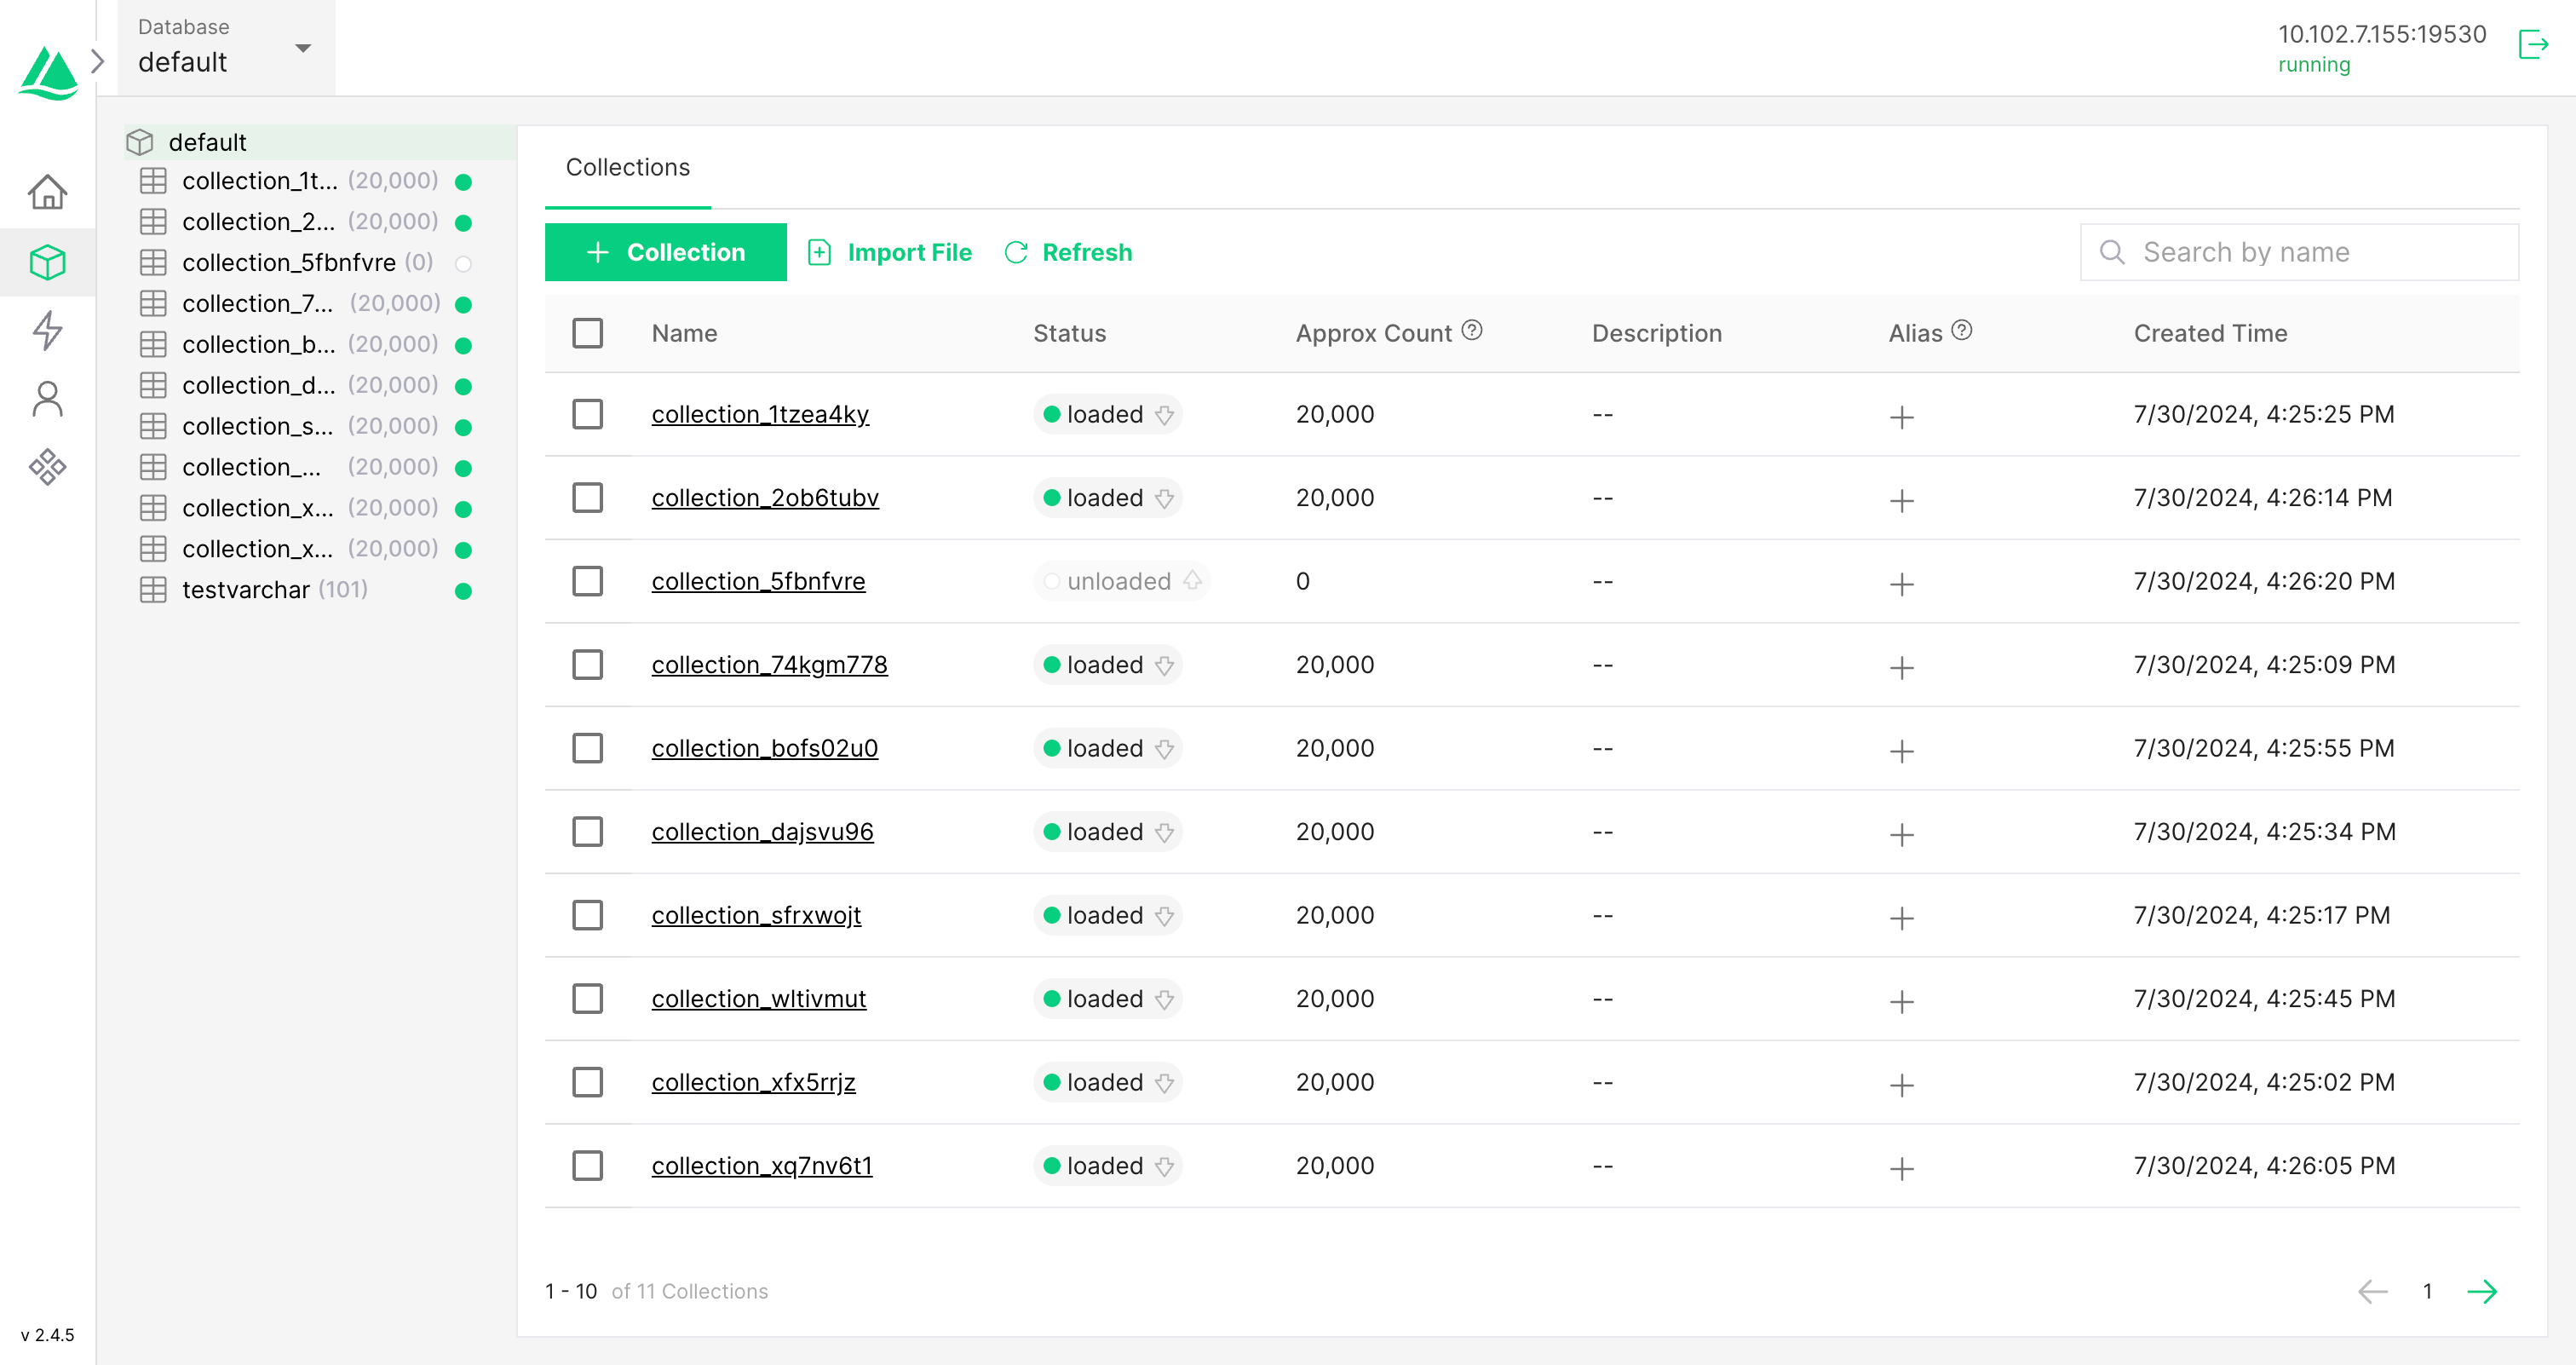 Database
default
10.102.7.155:19530
running
default
collection_1t... (20,000)
collection_2... (20,000)
collection_5fbnfvre (0)
collection_7... (20,000)
collection_b... (20,000)
collection_d... (20,000)
collection_s... (20,000)
collection_... (20,000)
collection_x... (20,000)
collection_x... (20,000)
testvarchar (101)
Collections
Collection Import File Refresh Search by name
Name Status Approx Count Description Alias Created Time
collection_1tzea4ky loaded 20,000 -- 7/30/2024, 4:25:25 PM
collection_2ob6tubv loaded 20,000 -- 7/30/2024, 4:26:14 PM
collection_5fbnfvre unloaded 0 -- 7/30/2024, 4:26:20 PM
collection_74kgm778 loaded 20,000 -- 7/30/2024, 4:25:09 PM
collection_bofs02u0 loaded 20,000 -- 7/30/2024, 4:25:55 PM
collection_dajsvu96 loaded 20,000 -- 7/30/2024, 4:25:34 PM
collection_sfrxwojt loaded 20,000 -- 7/30/2024, 4:25:17 PM
collection_wltivmut loaded 20,000 -- 7/30/2024, 4:25:45 PM
collection_xfx5rrjz loaded 20,000 -- 7/30/2024, 4:25:02 PM
collection_xq7nv6t1 loaded 20,000 -- 7/30/2024, 4:26:05 PM
1 - 10 of 11 Collections 1
v 2.4.5